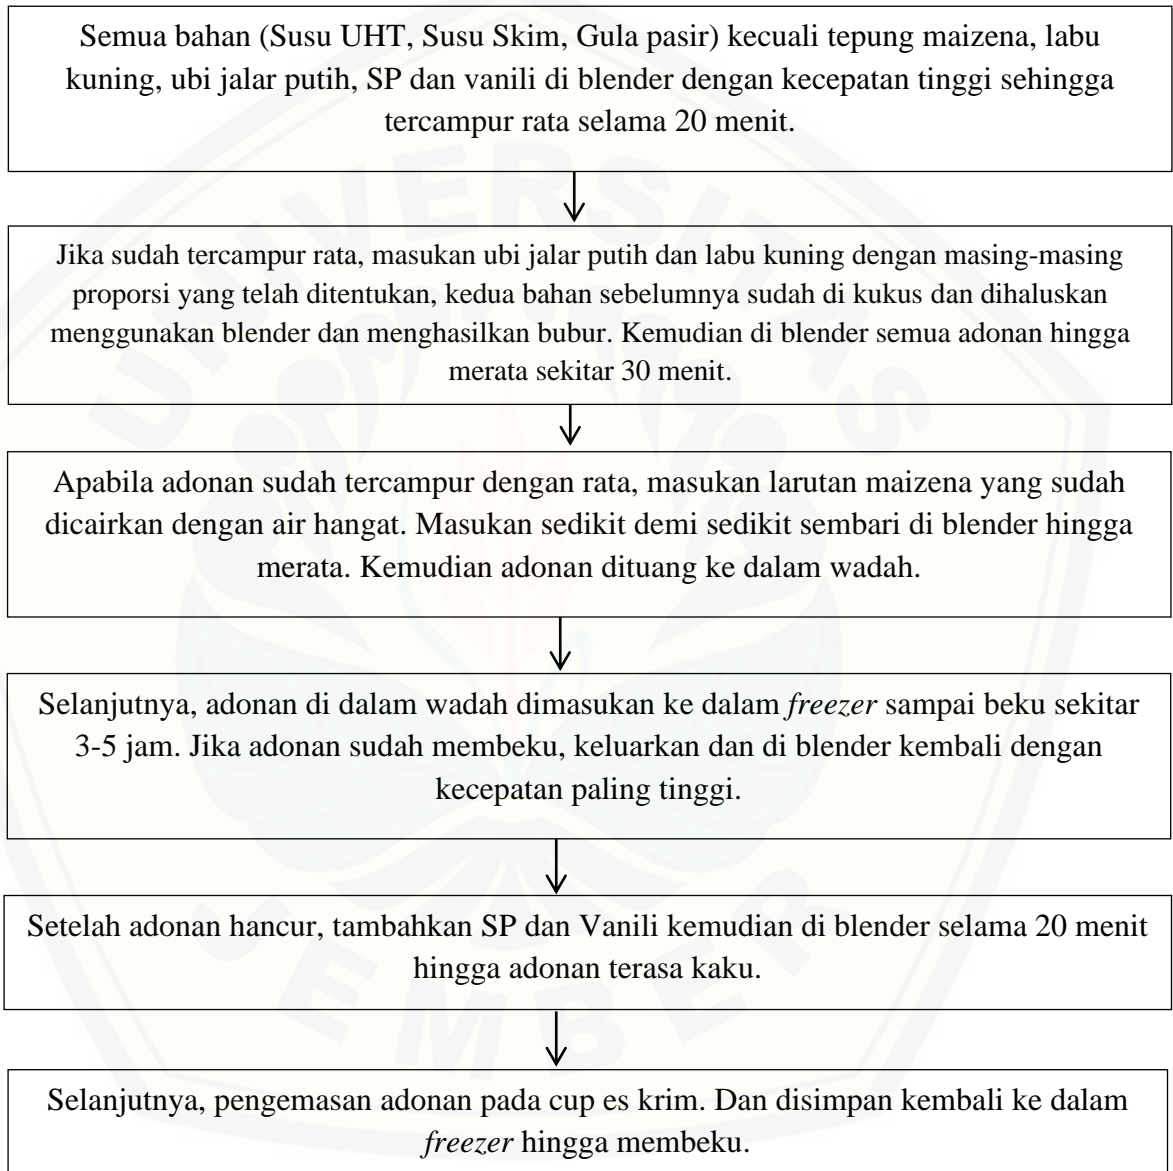 Semua bahan (Susu UHT, Susu Skim, Gula pasir) kecuali tepung maizena, labu
kuning, ubi jalar putih, SP dan vanili di blender dengan kecepatan tinggi sehingga
tercampur rata selama 20 menit.
Jika sudah tercampur rata, masukan ubi jalar putih dan labu kuning dengan masing-masing
proporsi yang telah ditentukan, kedua bahan sebelumnya sudah di kukus dan dihaluskan
menggunakan blender dan menghasilkan bubur. Kemudian di blender semua adonan hingga
merata sekitar 30 menit.
Apabila adonan sudah tercampur dengan rata, masukan larutan maizena yang sudah
dicairkan dengan air hangat. Masukan sedikit demi sedikit sembari di blender hingga
merata. Kemudian adonan dituang ke dalam wadah.
Selanjutnya, adonan di dalam wadah dimasukan ke dalam freezer sampai beku sekitar
3-5 jam. Jika adonan sudah membeku, keluarkan dan di blender kembali dengan
kecepatan paling tinggi.
Setelah adonan hancur, tambahkan SP dan Vanili kemudian di blender selama 20 menit
hingga adonan terasa kaku.
Selanjutnya, pengemasan adonan pada cup es krim. Dan disimpan kembali ke dalam
freezer hingga membeku.
UNIVERSITAS
JEMBER